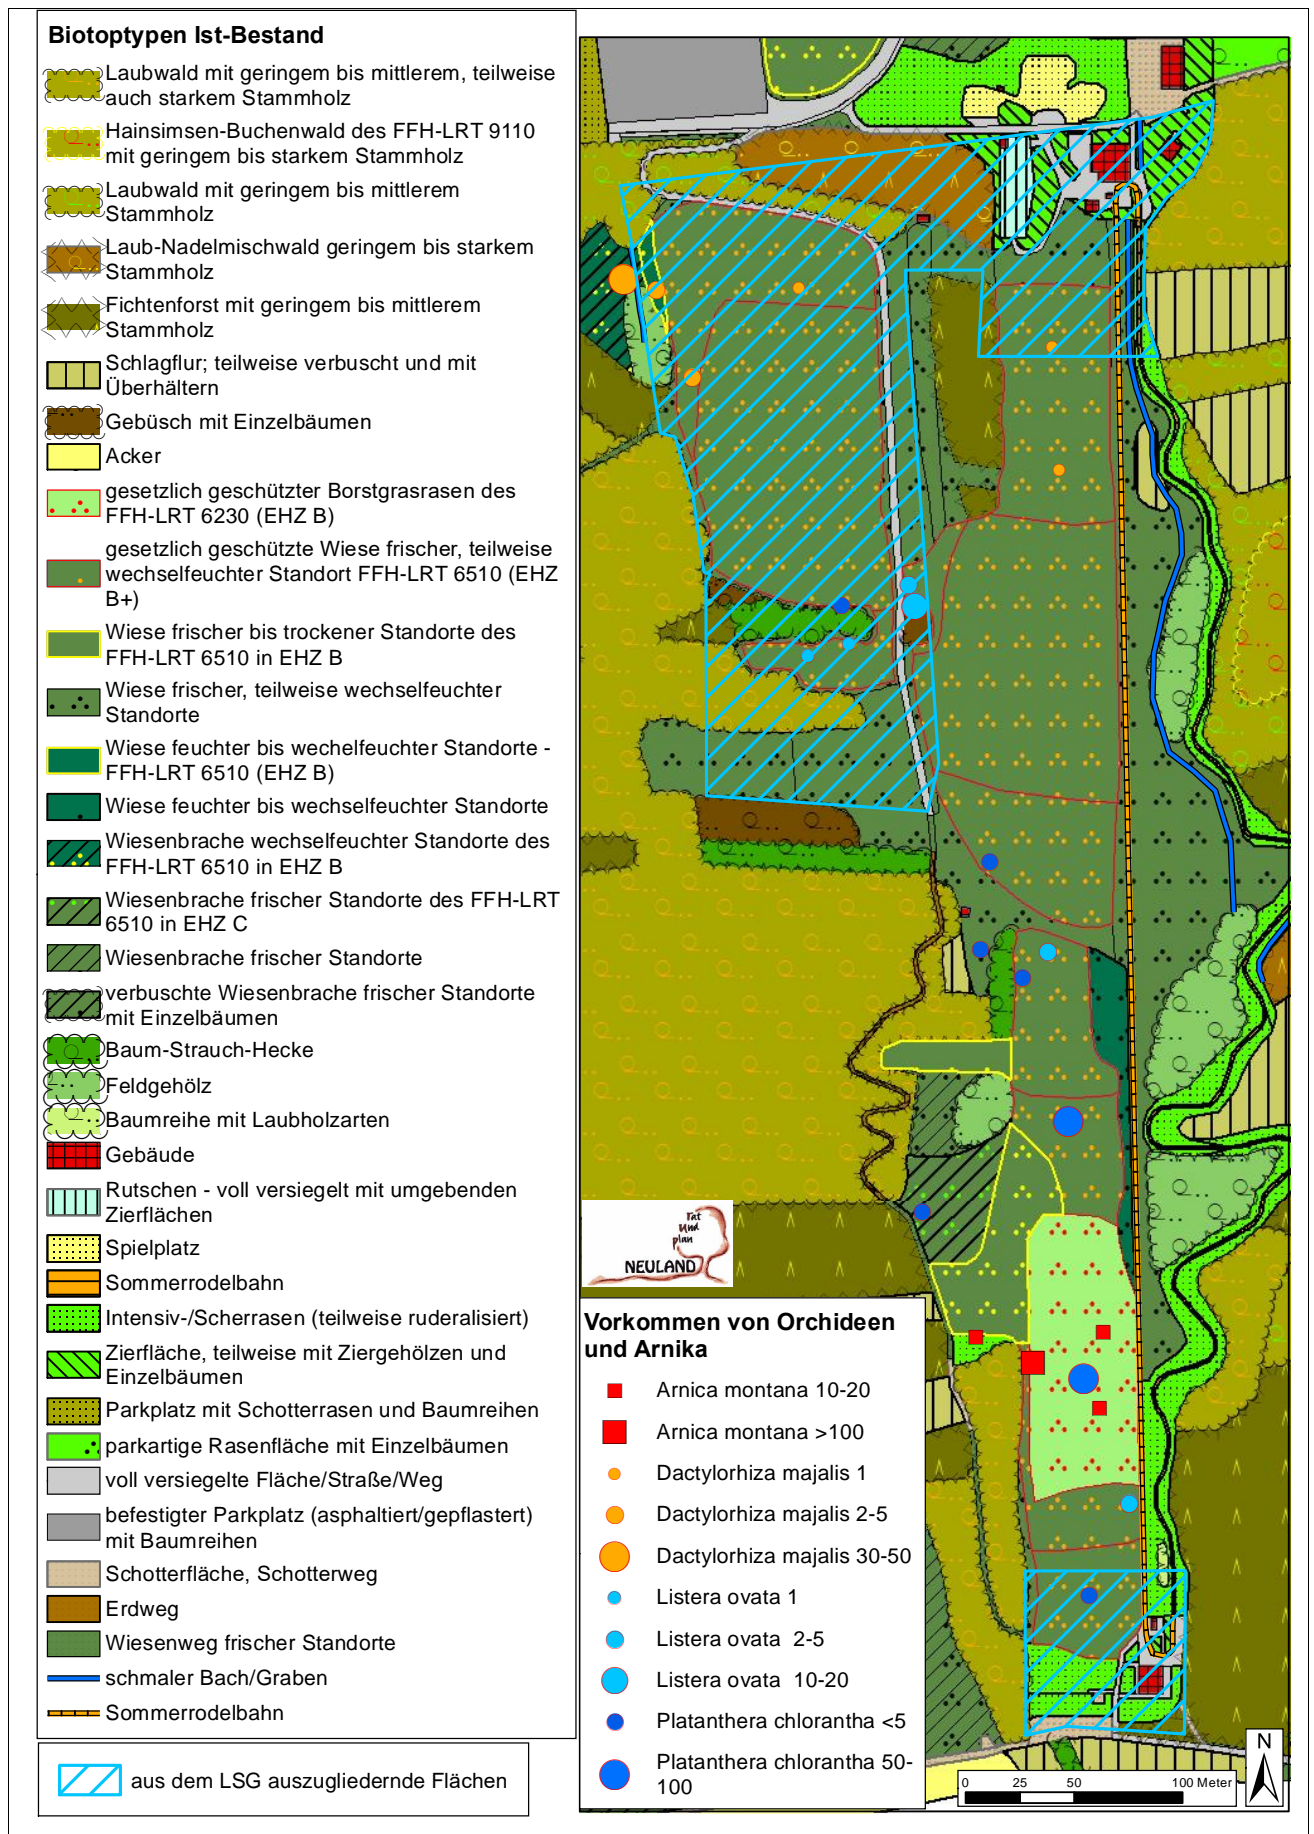 Biotoptypen Ist-Bestand
Laubwald mit geringem bis mittlerem, teilweise
auch starkem Stammholz
Hainsimsen-Buchenwald des FFH-LRT 9110
mit geringem bis starkem Stammholz
Laubwald mit geringem bis mittlerem
Stammholz
Laub-Nadelmischwald geringem bis starkem
Stammholz
Fichtenforst mit geringem bis mittlerem
Stammholz
Schlagflur; teilweise verbuscht und mit
Überhältern
Gebüsch mit Einzelbäumen
Acker
gesetzlich geschützter Borstgrasrasen des
FFH-LRT 6230 (EHZ B)
gesetzlich geschützte Wiese frischer, teilweise
wechselfeuchter Standort FFH-LRT 6510 (EHZ
B+)
Wiese frischer bis trockener Standorte des
FFH-LRT 6510 in EHZ B
Wiese frischer, teilweise wechselfeuchter
Standorte
Wiese feuchter bis wechelfeuchter Standorte -
FFH-LRT 6510 (EHZ B)
Wiese feuchter bis wechselfeuchter Standorte
Wiesenbrache wechselfeuchter Standorte des
FFH-LRT 6510 in EHZ B
Wiesenbrache frischer Standorte des FFH-LRT
6510 in EHZ C
Wiesenbrache frischer Standorte
verbuschte Wiesenbrache frischer Standorte
mit Einzelbäumen
Baum-Strauch-Hecke
Feldgehölz
Baumreihe mit Laubholzarten
Gebäude
Rutschen - voll versiegelt mit umgebenden
Zierflächen
Spielplatz
Sommerrodelbahn
Intensiv-/Scherrasen (teilweise ruderalisiert)
Zierfläche, teilweise mit Ziergehölzen und
Einzelbäumen
Parkplatz mit Schotterrasen und Baumreihen
parkartige Rasenfläche mit Einzelbäumen
voll versiegelte Fläche/Straße/Weg
befestigter Parkplatz (asphaltiert/gepflastert)
mit Baumreihen
Schotterfläche, Schotterweg
Erdweg
Wiesenweg frischer Standorte
schmaler Bach/Graben
Sommerrodelbahn
aus dem LSG auszugliedernde Flächen
rat
und
plan
NEULAND
Vorkommen von Orchideen
und Arnika
Arnica montana 10-20
Arnica montana >100
Dactylorhiza majalis 1
Dactylorhiza majalis 2-5
Dactylorhiza majalis 30-50
Listera ovata 1
Listera ovata 2-5
Listera ovata 10-20
Platanthera chlorantha <5
Platanthera chlorantha 50-
100
0 25 50 100 Meter
N